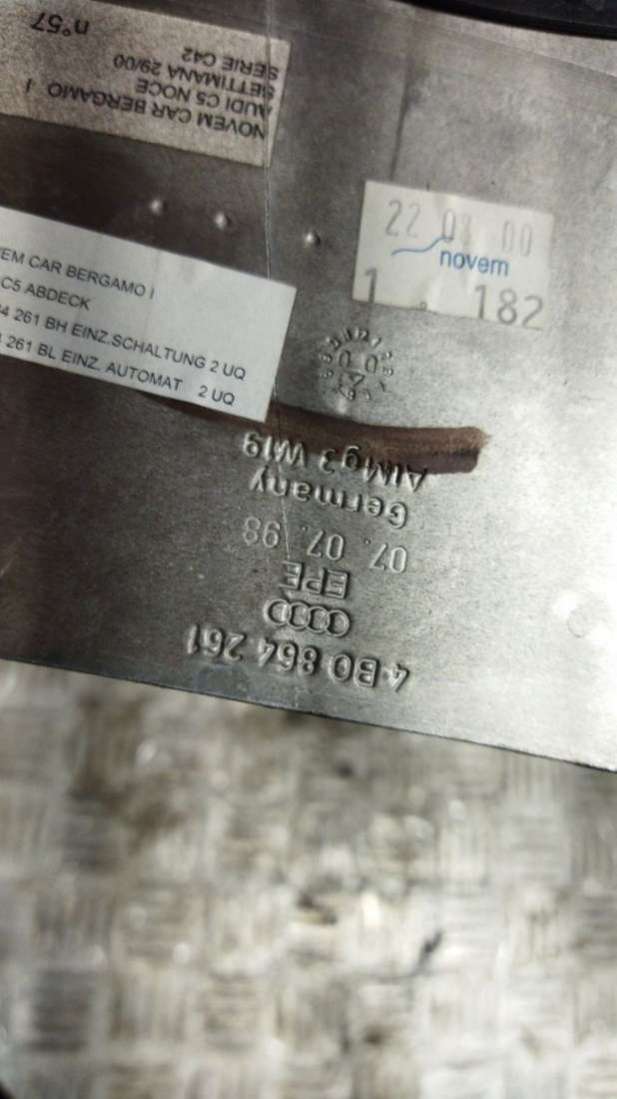 NOVEM CAR BERGAMO I
AUDI C5 NOCE
SETTIMANA 29/00
SERIE C42
n°57
22 00
novem
1 . 182
EM CAR BERGAMO I
C5 ABDECK
4 261 BH EINZ.SCHALTUNG 2 UQ
261 BL EINZ. AUTOMAT 2 UQ
4B0 864 261
EPE
07. 07. 98
Germany
AlMg3 W19